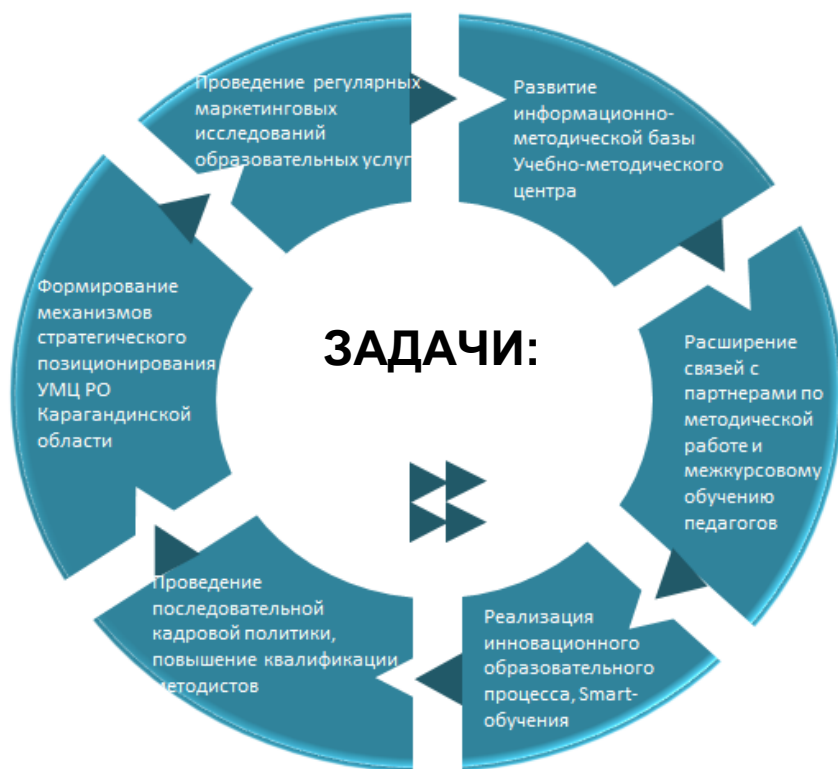 ЗАДАЧИ:
Проведение регулярных
маркетинговых
исследований
образовательных услуг
Развитие
информационно-
методической базы
Учебно-методического
центра
Расширение
связей с
партнерами по
методической
работе и
межкурсовому
обучению
педагогов
Реализация
инновационного
образовательного
процесса, Smart-
обучения
Проведение
последовательной
кадровой политики,
повышение квалификации
методистов
Формирование
механизмов
стратегического
позиционирования
УМЦ РО
Карагандинской
области